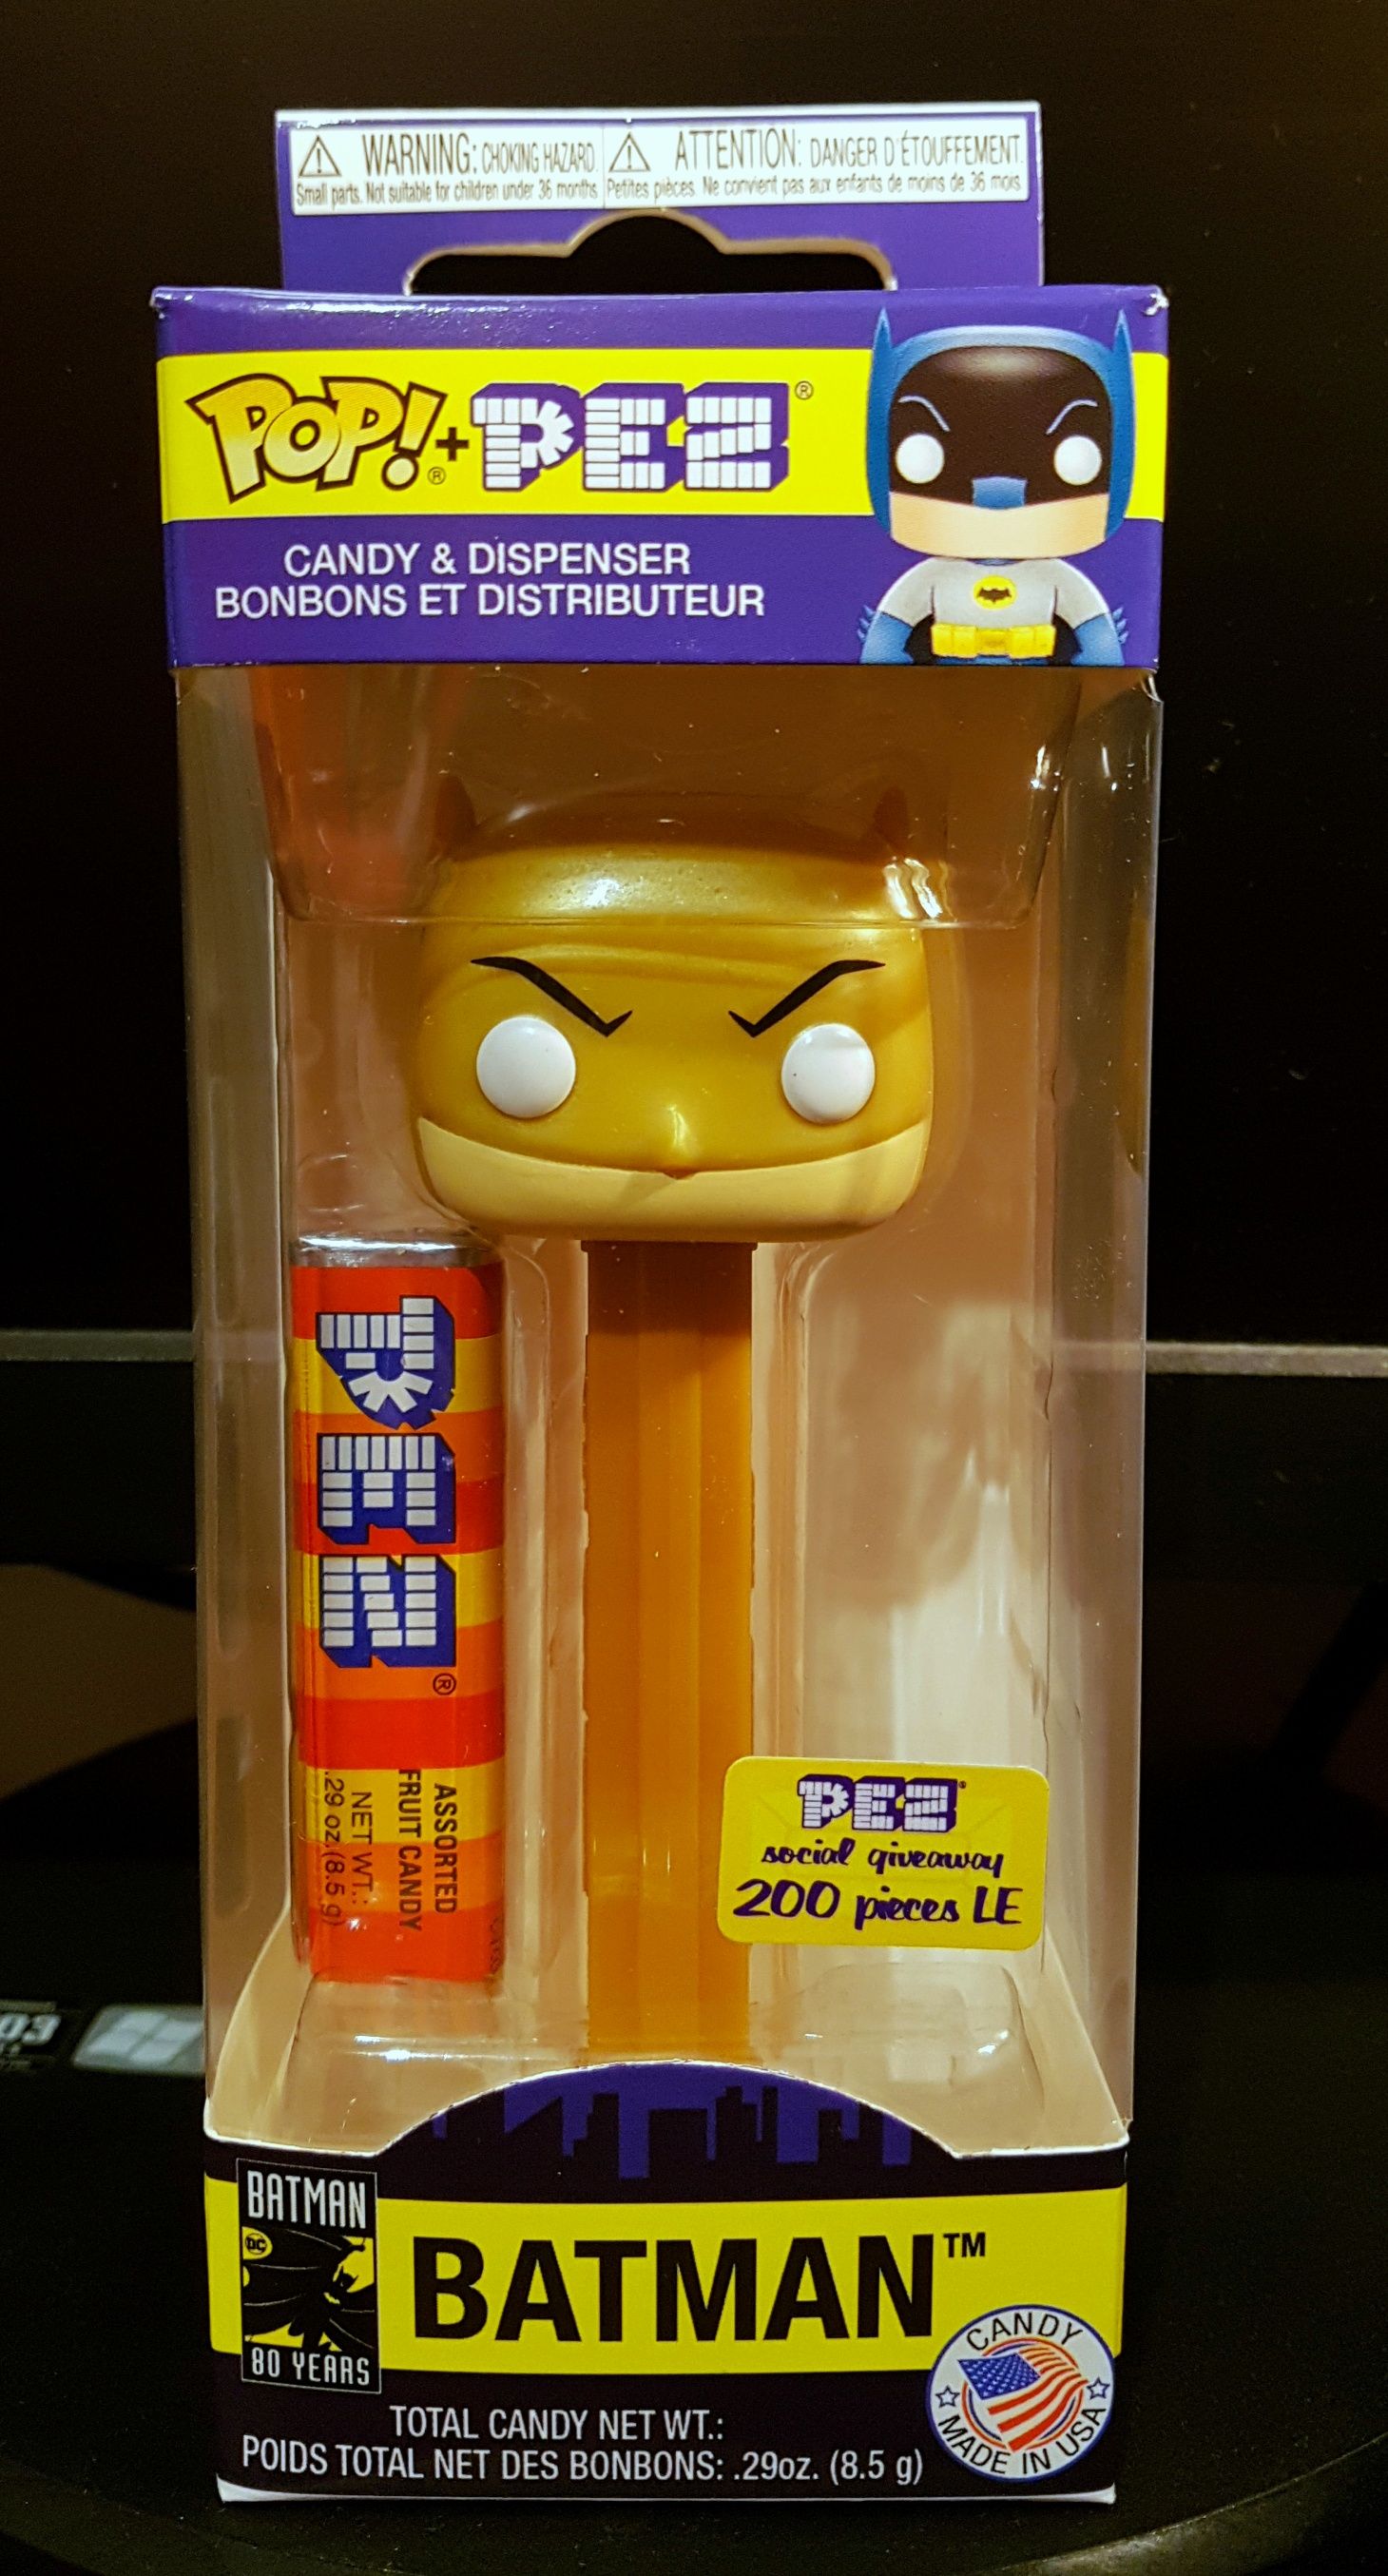 WARNING: CHOKING HAZARD.
Small parts. Not suitable for children under 36 months.
ATTENTION: DANGER D'ÉTOUFFEMENT.
Petites pièces. Ne convient pas aux enfants de moins de 36 mois.
POP!® + PEZ®
CANDY & DISPENSER
BONBONS ET DISTRIBUTEUR
PEZ®
ASSORTED
FRUIT CANDY
NET WT.:
.29 oz (8.5 g)
PEZ®
social giveaway
200 pieces LE
BATMAN
DC
80 YEARS
BATMAN™
CANDY
MADE IN USA
TOTAL CANDY NET WT.:
POIDS TOTAL NET DES BONBONS: .29oz. (8.5 g)